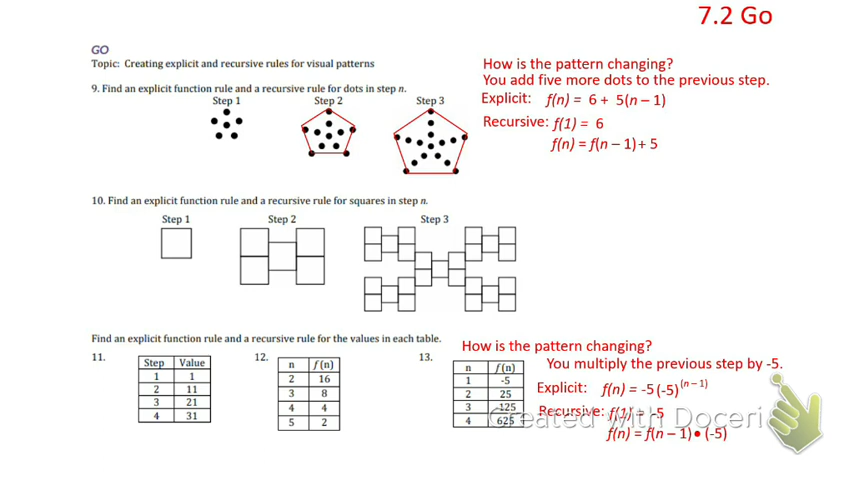 7.2 Go
GO
Topic: Creating explicit and recursive rules for visual patterns
How is the pattern changing?
You add five more dots to the previous step.
9. Find an explicit function rule and a recursive rule for dots in step n.
Step 1 Step 2 Step 3
Explicit: f(n) = 6 + 5(n – 1)
Recursive: f(1) = 6
f(n) = f(n – 1) + 5
10. Find an explicit function rule and a recursive rule for squares in step n.
Step 1 Step 2 Step 3
Find an explicit function rule and a recursive rule for the values in each table.
11.
Step Value
1 1
2 11
3 21
4 31
12.
n f(n)
2 16
3 8
4 4
5 2
13.
n f(n)
1 -5
2 25
3 -125
4 625
How is the pattern changing?
You multiply the previous step by -5.
Explicit: f(n) = -5 (-5)^(n – 1)
Recursive: f(1) = -5
f(n) = f(n – 1) • (-5)
Created with Doceri